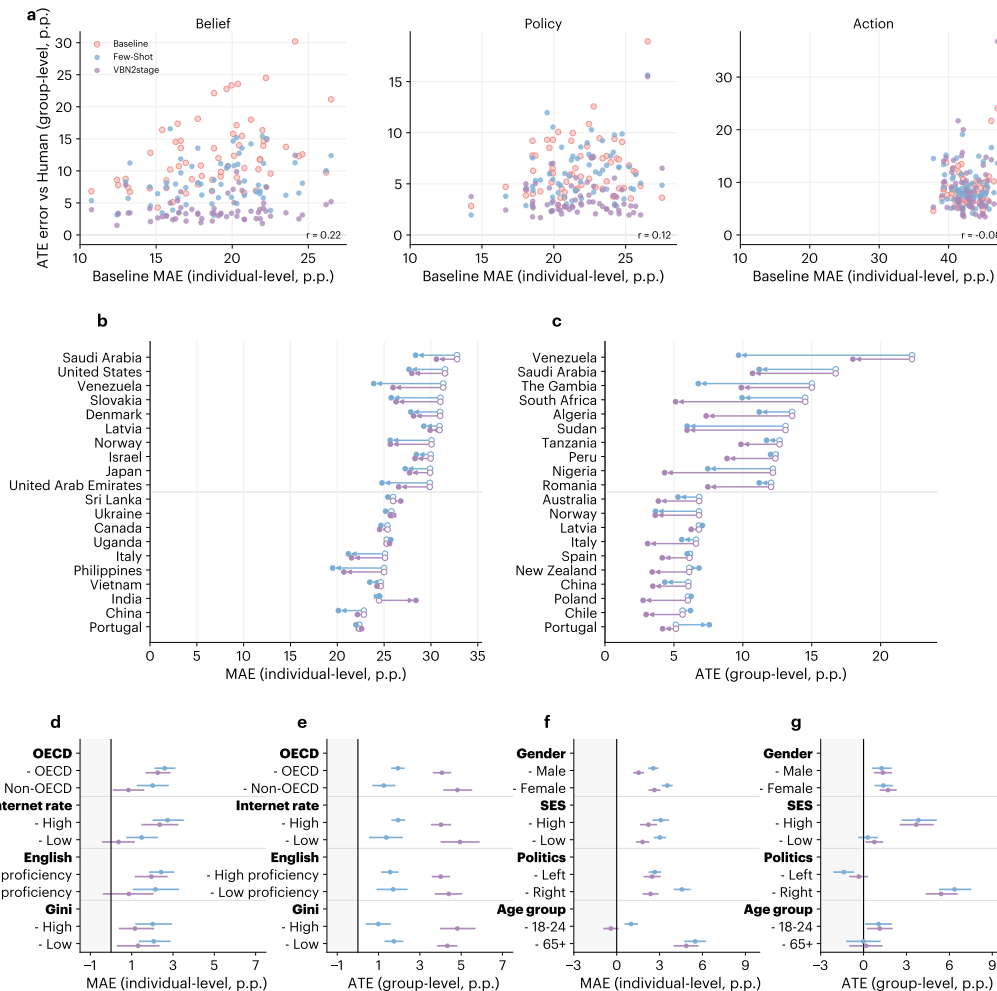 a
Belief
Policy
Action
ATE error vs Human (group-level, p.p.)
Baseline
Few-Shot
VBN2stage
30
25
20
15
10
5
0
r = 0.22
10 15 20 25
Baseline MAE (individual-level, p.p.)
15
10
5
0
r = 0.12
10 15 20 25
Baseline MAE (individual-level, p.p.)
30
20
10
0
r = -0.08
10 20 30 40
Baseline MAE (individual-level, p.p.)
b
Saudi Arabia
United States
Venezuela
Slovakia
Denmark
Latvia
Norway
Israel
Japan
United Arab Emirates
Sri Lanka
Ukraine
Canada
Uganda
Italy
Philippines
Vietnam
India
China
Portugal
0 5 10 15 20 25 30 35
MAE (individual-level, p.p.)
c
Venezuela
Saudi Arabia
The Gambia
South Africa
Algeria
Sudan
Tanzania
Peru
Nigeria
Romania
Australia
Norway
Latvia
Italy
Spain
New Zealand
China
Poland
Chile
Portugal
0 5 10 15 20
ATE (group-level, p.p.)
d
OECD
- OECD
Non-OECD
nternet rate
- High
- Low
English
proficiency
proficiency
Gini
- High
- Low
−1 1 3 5 7
MAE (individual-level, p.p.)
e
OECD
- OECD
- Non-OECD
Internet rate
- High
- Low
English
- High proficiency
- Low proficiency
Gini
- High
- Low
−1 1 3 5 7
ATE (group-level, p.p.)
f
Gender
- Male
- Female
SES
- High
- Low
Politics
- Left
- Right
Age group
- 18-24
- 65+
−3 0 3 6 9
MAE (individual-level, p.p.)
g
Gender
- Male
- Female
SES
- High
- Low
Politics
- Left
- Right
Age group
- 18-24
- 65+
−3 0 3 6 9
ATE (group-level, p.p.)